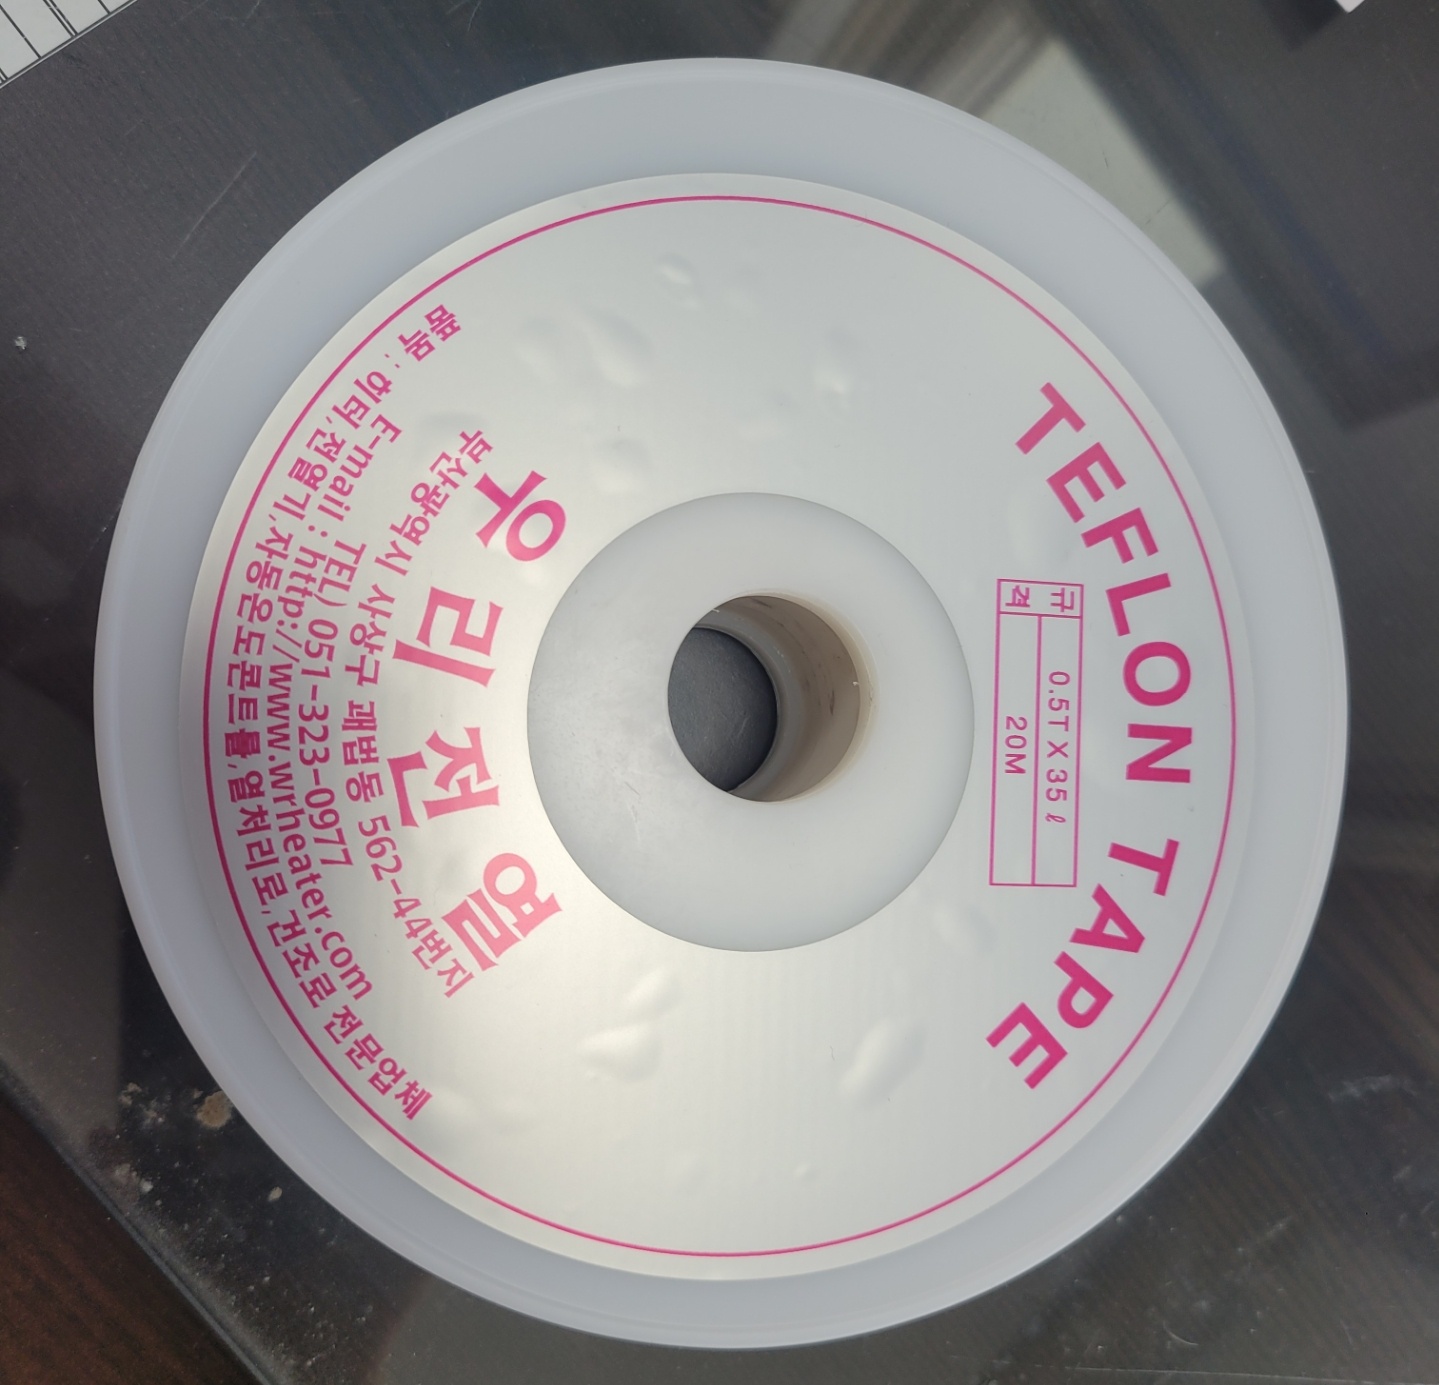 TEFLON TAPE
규격
0.5T X 35 ℓ
20M
우리전열
부산광역시 사상구 괘법동 562-44번지
TEL) 051-323-0977
E-mail : http://www.wrheater.com
품목 : 히터,전열기,자동온도콘트롤,열처리로,건조로 전문업체